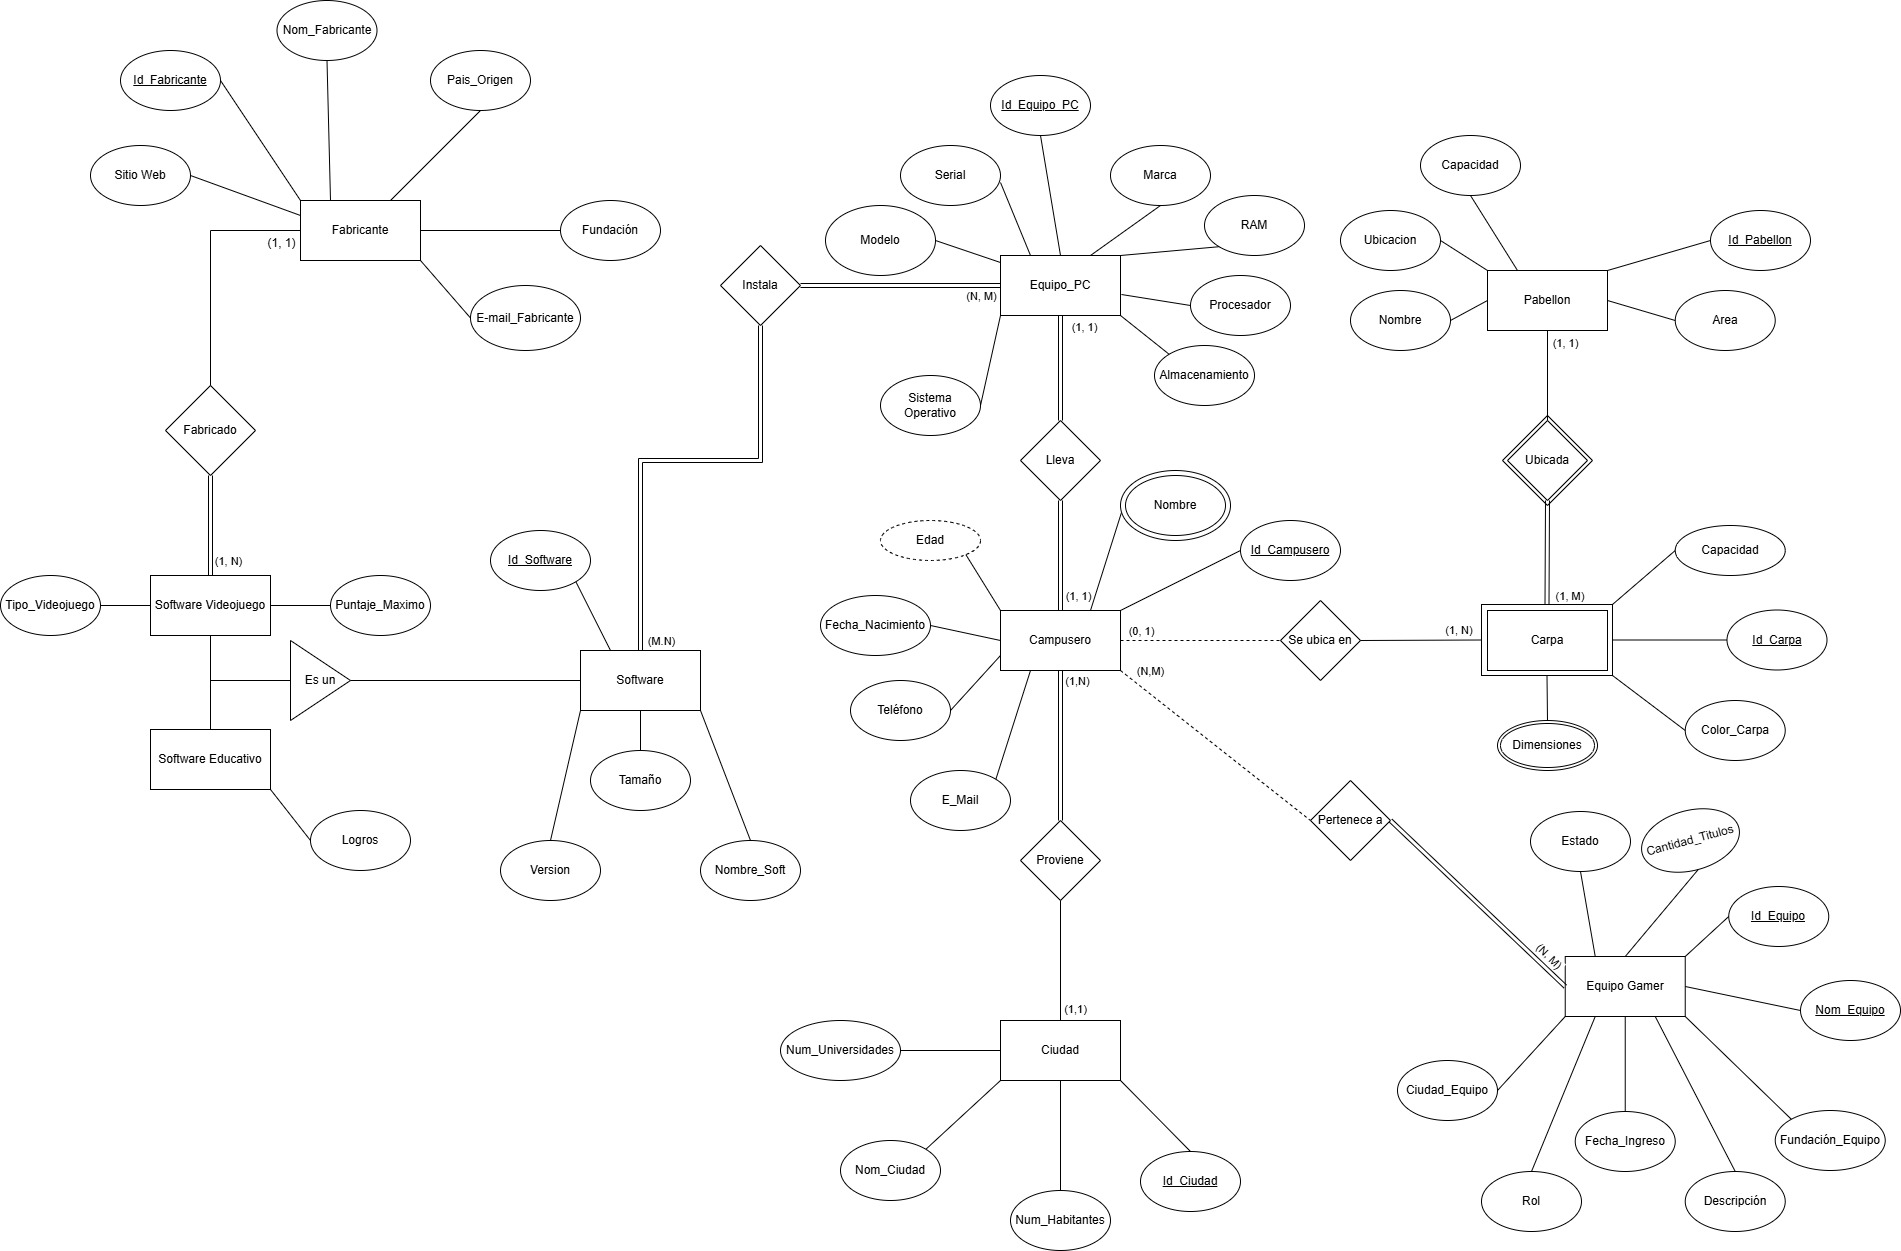 Nom_Fabricante
Id_Fabricante
Pais_Origen
Sitio Web
Fabricante
Fundación
(1, 1)
E-mail_Fabricante
Fabricado
(1, N)
Tipo_Videojuego
Software Videojuego
Puntaje_Maximo
Es un
Software Educativo
Logros
Id_Software
(M.N)
Software
Tamaño
Version
Nombre_Soft
Instala
Id_Equipo_PC
Serial
Marca
Modelo
RAM
Equipo_PC
(N, M)
Procesador
(1, 1)
Almacenamiento
Sistema
Operativo
Lleva
Nombre
Edad
Id_Campusero
(1, 1)
Fecha_Nacimiento
Campusero
(0, 1)
Se ubica en
(1, N)
(N,M)
(1,N)
Teléfono
E_Mail
Pertenece a
Proviene
(1,1)
Num_Universidades
Ciudad
Nom_Ciudad
Id_Ciudad
Num_Habitantes
Capacidad
Ubicacion
Id_Pabellon
Pabellon
Nombre
Area
(1, 1)
Ubicada
Capacidad
(1, M)
Carpa
Id_Carpa
Color_Carpa
Dimensiones
Estado
Cantidad_Titulos
Id_Equipo
(N, M)
Equipo Gamer
Nom_Equipo
Ciudad_Equipo
Fecha_Ingreso
Fundación_Equipo
Rol
Descripción